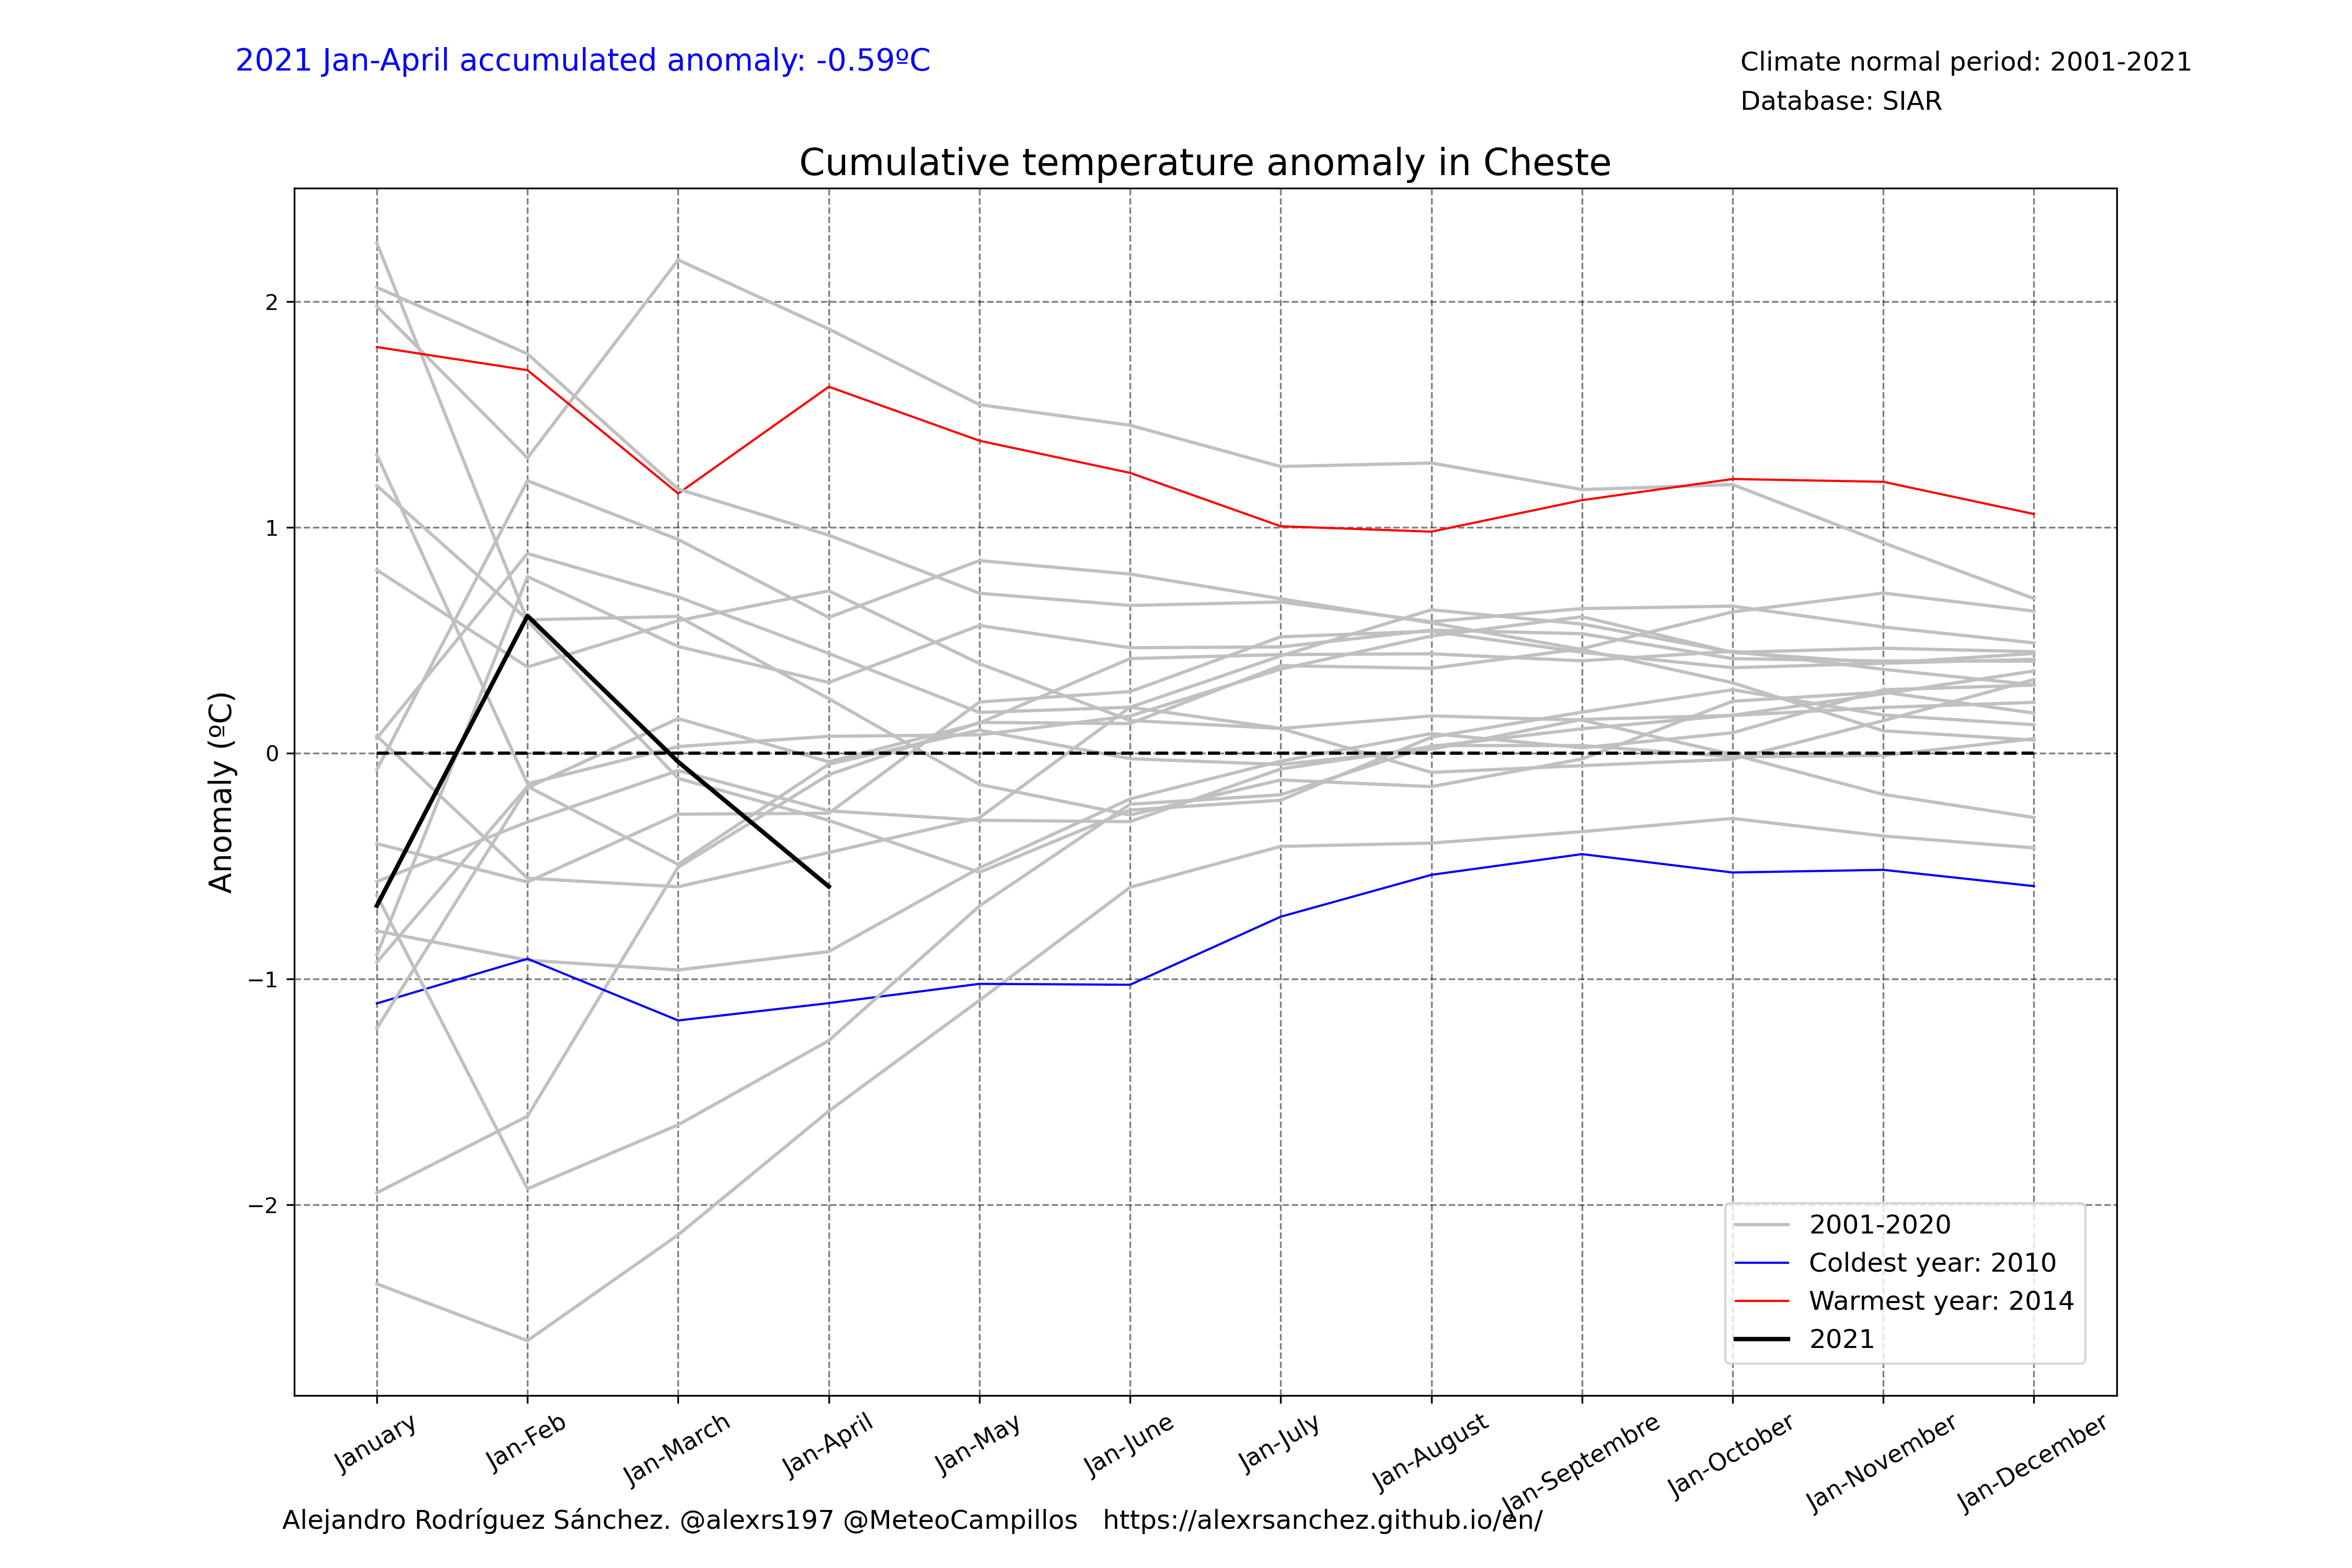 2021 Jan-April accumulated anomaly: -0.59ºC
Climate normal period: 2001-2021
Database: SIAR
Cumulative temperature anomaly in Cheste
Anomaly (ºC)
2
1
0
−1
−2
2001-2020
Coldest year: 2010
Warmest year: 2014
2021
January
Jan-Feb
Jan-March
Jan-April
Jan-May
Jan-June
Jan-July
Jan-August
Jan-Septembre
Jan-October
Jan-November
Jan-December
Alejandro Rodríguez Sánchez. @alexrs197 @MeteoCampillos   https://alexrsanchez.github.io/en/